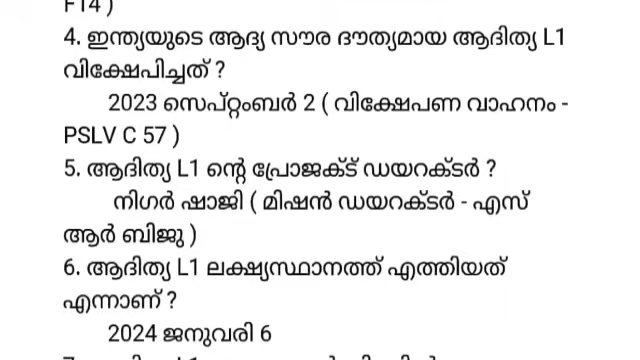 F14 )
4. ഇന്ത്യയുടെ ആദ്യ സൗര ദൗത്യമായ ആദിത്യ L1
വിക്ഷേപിച്ചത് ?
2023 സെപ്റ്റംബർ 2 ( വിക്ഷേപണ വാഹനം -
PSLV C 57 )
5. ആദിത്യ L1 ന്റെ പ്രോജക്ട് ഡയറക്ടർ ?
നിഗർ ഷാജി ( മിഷൻ ഡയറക്ടർ - എസ്
ആർ ബിജു )
6. ആദിത്യ L1 ലക്ഷ്യസ്ഥാനത്ത് എത്തിയത്
എന്നാണ് ?
2024 ജനുവരി 6